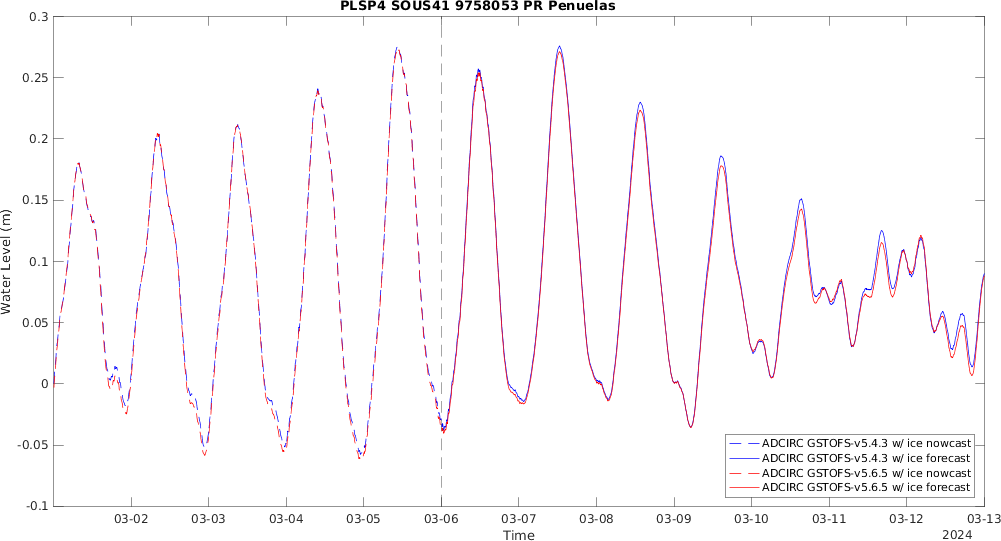 PLSP4 SOUS41 9758053 PR Penuelas
0.3
0.25
0.2
0.15
0.1
0.05
0
-0.05
-0.1
Water Level (m)
03-02 03-03 03-04 03-05 03-06 03-07 03-08 03-09 03-10 03-11 03-12 03-13
Time
2024
ADCIRC GSTOFS-v5.4.3 w/ ice nowcast
ADCIRC GSTOFS-v5.4.3 w/ ice forecast
ADCIRC GSTOFS-v5.6.5 w/ ice nowcast
ADCIRC GSTOFS-v5.6.5 w/ ice forecast